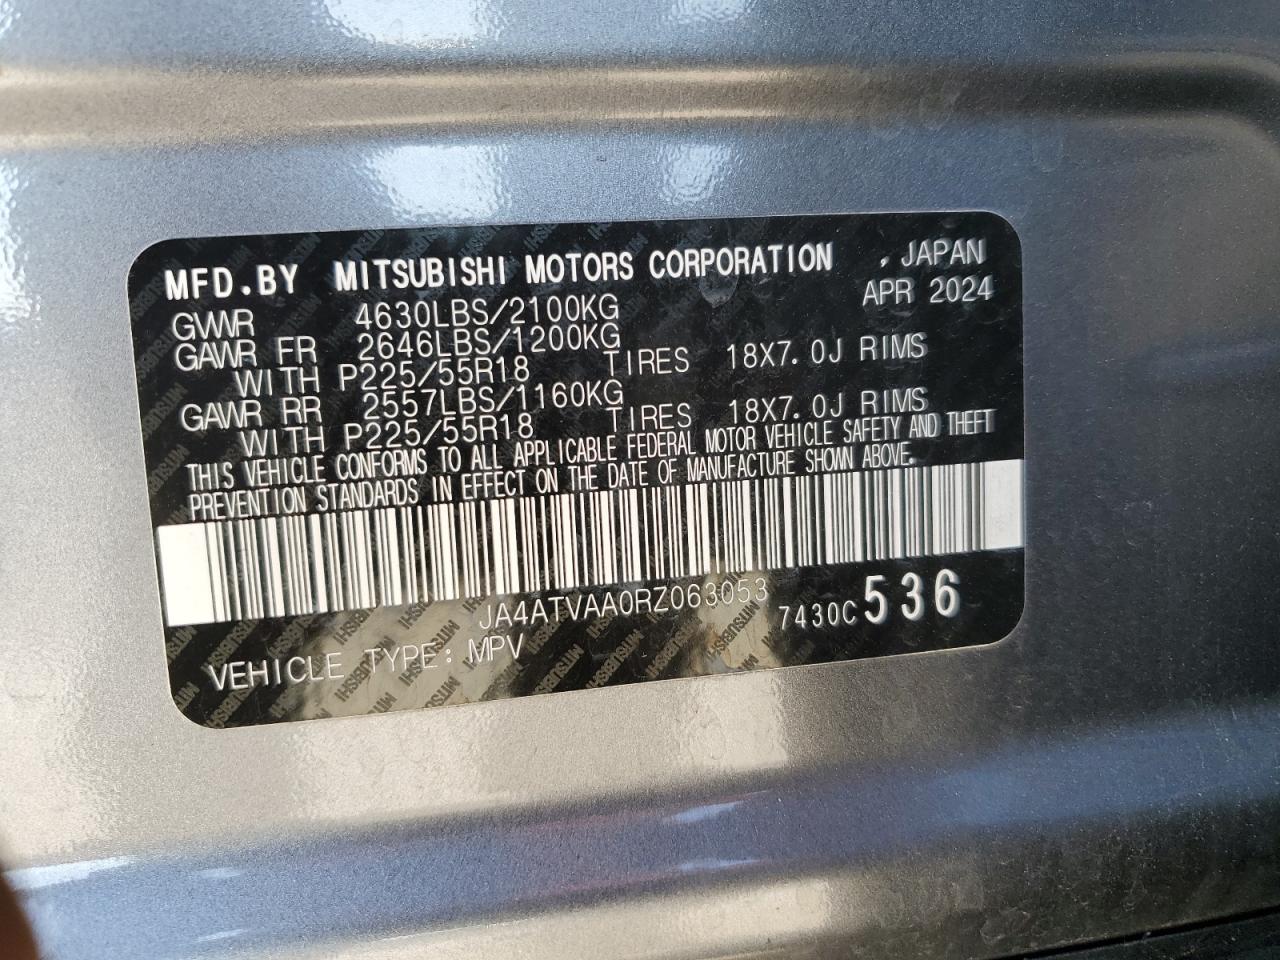 MFD.BY MITSUBISHI MOTORS CORPORATION , JAPAN
APR 2024
GVWR 4630LBS/2100KG
GAWR FR 2646LBS/1200KG
WITH P225/55R18 TIRES 18X7.0J RIMS
GAWR RR 2557LBS/1160KG
WITH P225/55R18 TIRES 18X7.0J RIMS
THIS VEHICLE CONFORMS TO ALL APPLICABLE FEDERAL MOTOR VEHICLE SAFETY AND THEFT
PREVENTION STANDARDS IN EFFECT ON THE DATE OF MANUFACTURE SHOWN ABOVE.
JA4ATVAA0RZ063053 7430C 536
VEHICLE TYPE: MPV